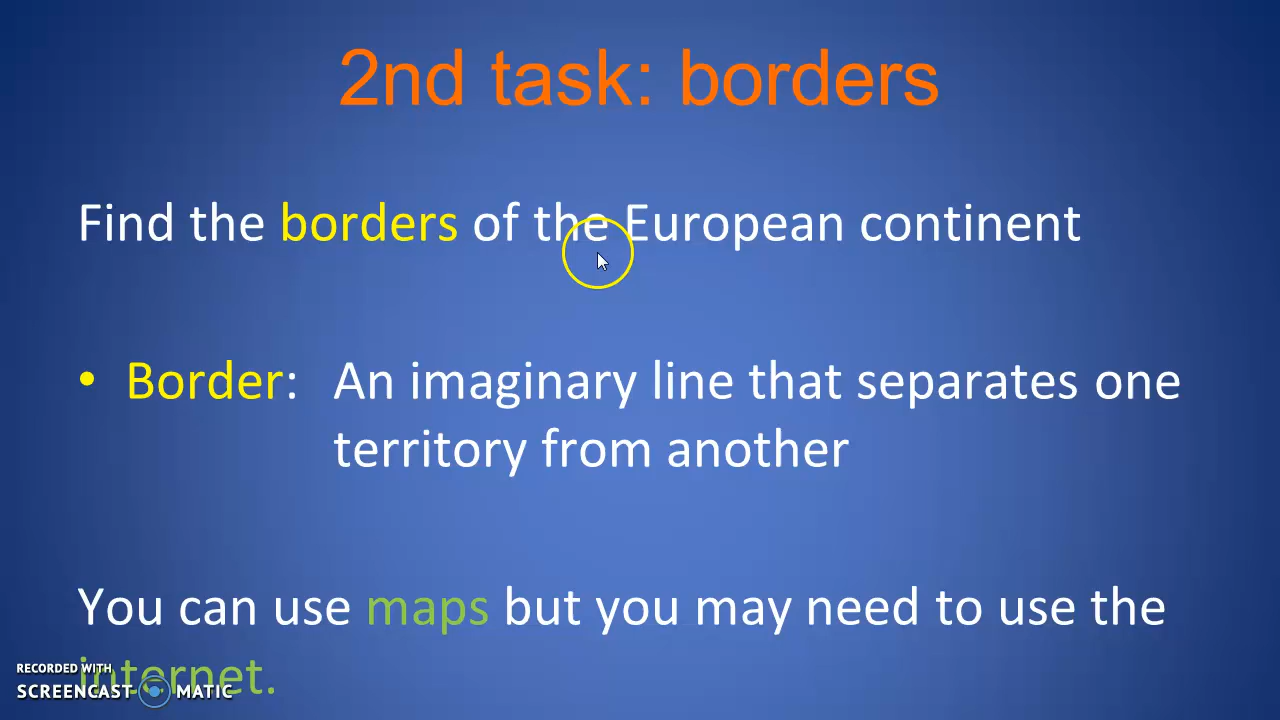 2nd task: borders
Find the borders of the European continent
• Border: An imaginary line that separates one
territory from another
You can use maps but you may need to use the
internet.
RECORDED WITH
SCREENCAST MATIC